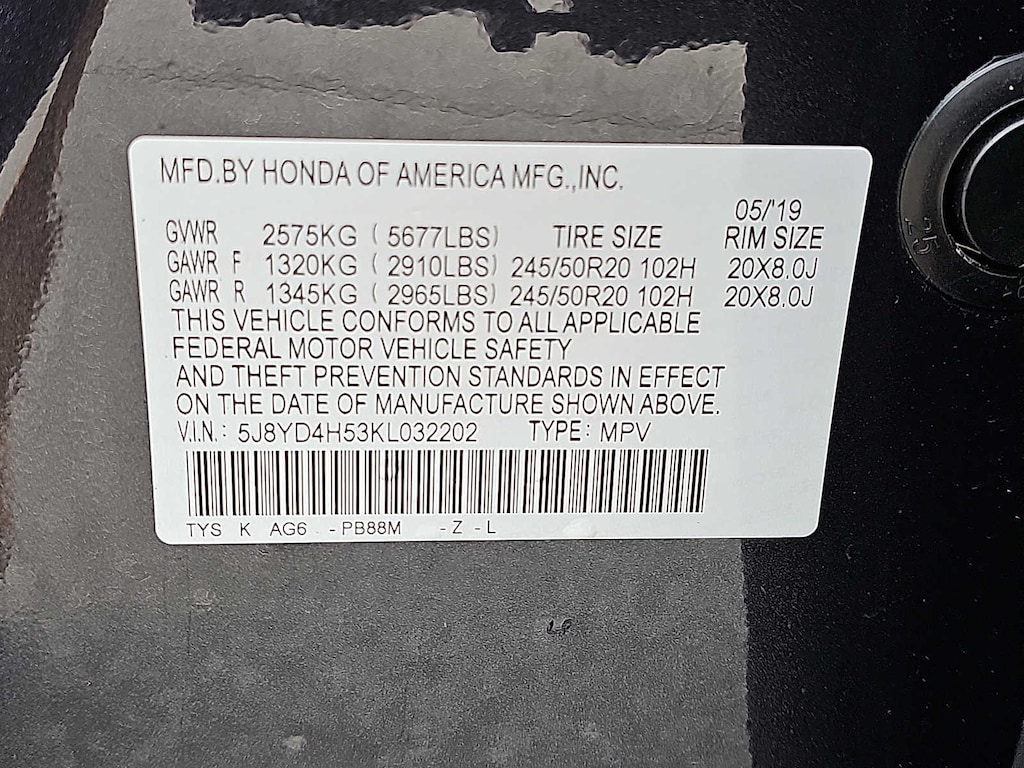 MFD.BY HONDA OF AMERICA MFG.,INC.
05/'19
GVWR 2575KG ( 5677LBS) TIRE SIZE RIM SIZE
GAWR F 1320KG ( 2910LBS) 245/50R20 102H 20X8.0J
GAWR R 1345KG ( 2965LBS) 245/50R20 102H 20X8.0J
THIS VEHICLE CONFORMS TO ALL APPLICABLE
FEDERAL MOTOR VEHICLE SAFETY
AND THEFT PREVENTION STANDARDS IN EFFECT
ON THE DATE OF MANUFACTURE SHOWN ABOVE.
V.I.N.: 5J8YD4H53KL032202 TYPE: MPV
TYS K AG6 - PB88M - Z - L
25